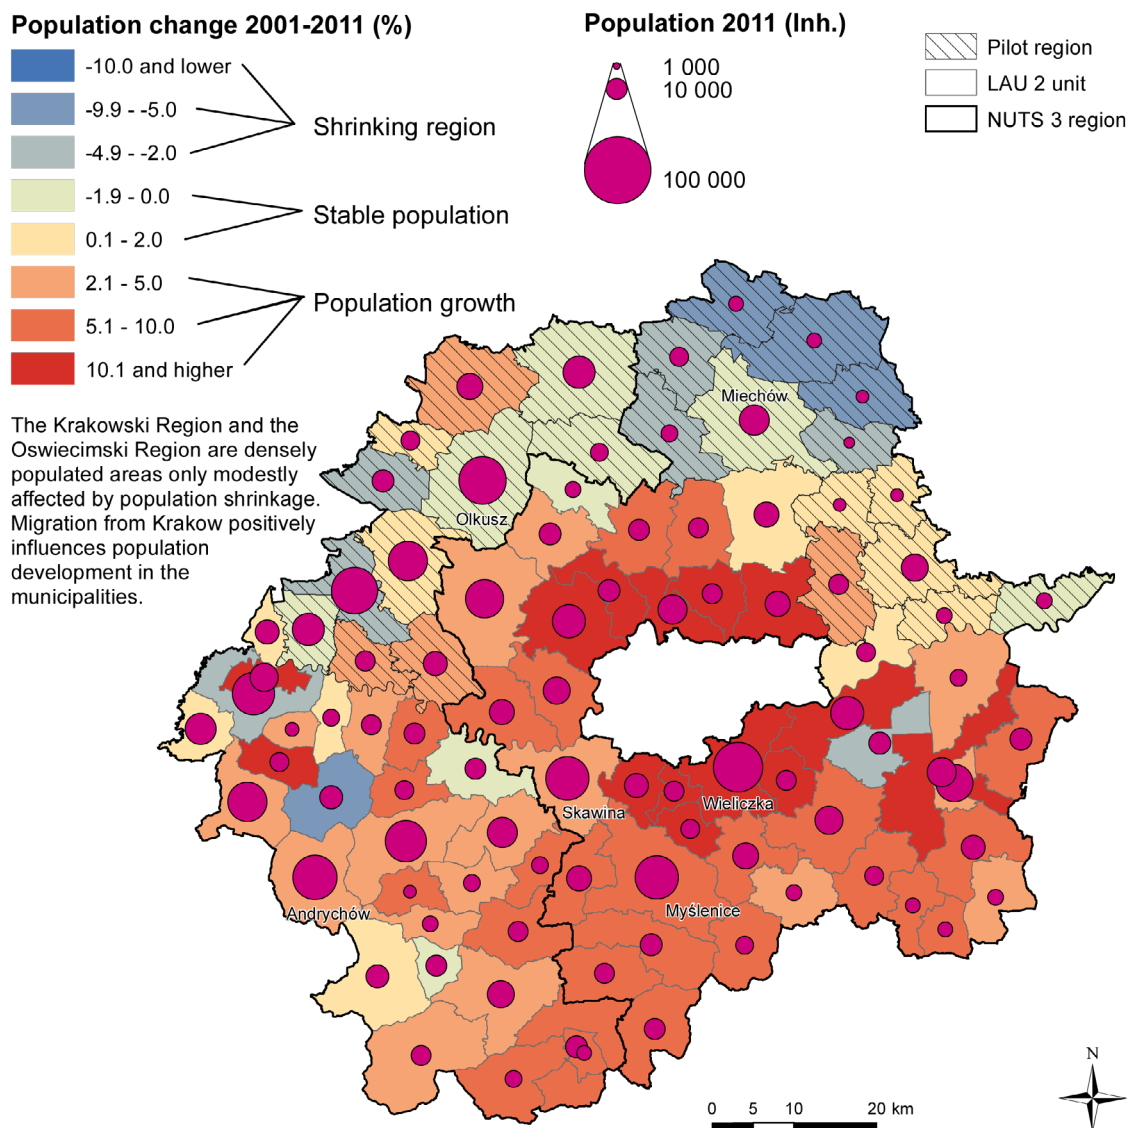 Population change 2001-2011 (%)
-10.0 and lower
-9.9 - -5.0
-4.9 - -2.0
-1.9 - 0.0
0.1 - 2.0
2.1 - 5.0
5.1 - 10.0
10.1 and higher
Shrinking region
Stable population
Population growth
Population 2011 (Inh.)
1 000
10 000
100 000
Pilot region
LAU 2 unit
NUTS 3 region
The Krakowski Region and the
Oswiecimski Region are densely
populated areas only modestly
affected by population shrinkage.
Migration from Krakow positively
influences population
development in the
municipalities.
Miechów
Olkusz
Skawina
Wieliczka
Andrychów
Myślenice
N
0 5 10 20 km